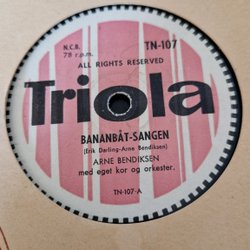 N.C.B.
78 r.p.m.
TN-107
ALL RIGHTS RESERVED
Triola
BANANBÅT-SANGEN
(Erik Darling-Arne Bendiksen)
ARNE BENDIKSEN
med eget kor og orkester.
TN-107-A